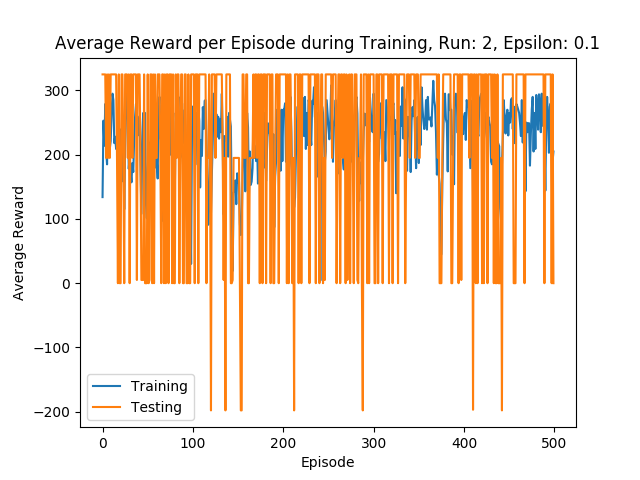 Average Reward per Episode during Training, Run: 2, Epsilon: 0.1
300
200
100
0
−100
−200
Average Reward
Training
Testing
0 100 200 300 400 500
Episode